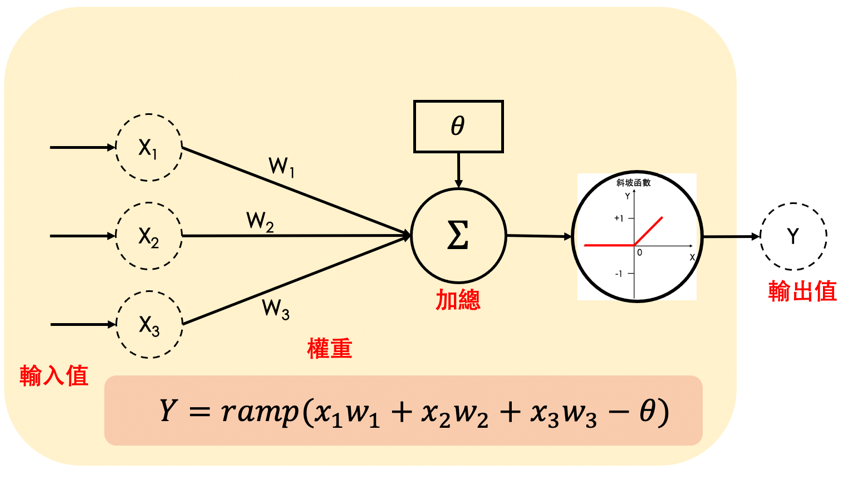 θ
X₁
W₁
斜坡函數
Y
+1
0
X
-1
X₂
W₂
Σ
Y
加總
輸出值
X₃
W₃
權重
輸入值
Y = ramp(x₁w₁ + x₂w₂ + x₃w₃ − θ)